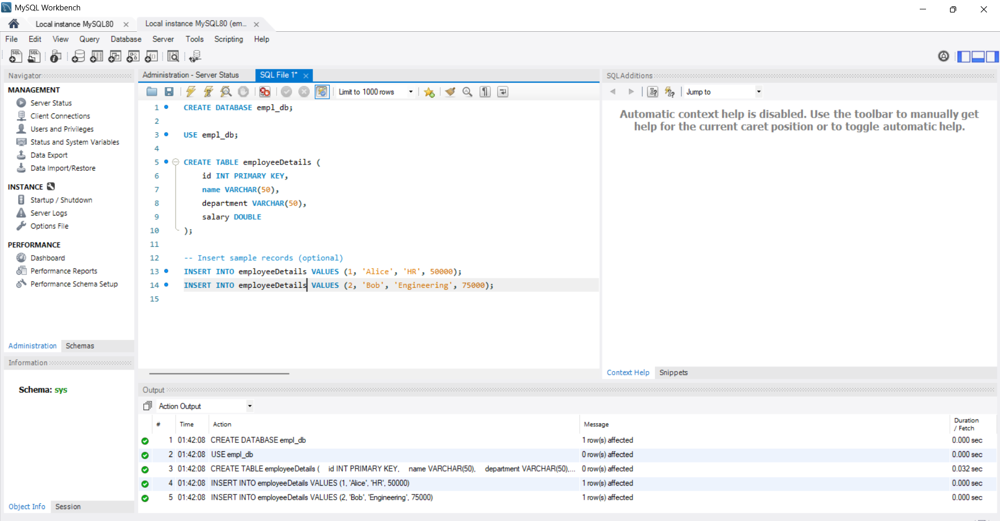 MySQL Workbench
Local instance MySQL80
Local instance MySQL80 (em...
File Edit View Query Database Server Tools Scripting Help
Navigator
MANAGEMENT
Server Status
Client Connections
Users and Privileges
Status and System Variables
Data Export
Data Import/Restore
INSTANCE
Startup / Shutdown
Server Logs
Options File
PERFORMANCE
Dashboard
Performance Reports
Performance Schema Setup
Administration Schemas
Information
Schema: sys
Object Info Session
Administration - Server Status SQL File 1*
Limit to 1000 rows
1 CREATE DATABASE empl_db;
2
3 USE empl_db;
4
5 CREATE TABLE employeeDetails (
6 id INT PRIMARY KEY,
7 name VARCHAR(50),
8 department VARCHAR(50),
9 salary DOUBLE
10 );
11
12 -- Insert sample records (optional)
13 INSERT INTO employeeDetails VALUES (1, 'Alice', 'HR', 50000);
14 INSERT INTO employeeDetails VALUES (2, 'Bob', 'Engineering', 75000);
15
SQLAdditions
Jump to
Automatic context help is disabled. Use the toolbar to manually get
help for the current caret position or to toggle automatic help.
Context Help Snippets
Output
Action Output
# Time Action Message Duration / Fetch
1 01:42:08 CREATE DATABASE empl_db 1 row(s) affected 0.000 sec
2 01:42:08 USE empl_db 0 row(s) affected 0.000 sec
3 01:42:08 CREATE TABLE employeeDetails ( id INT PRIMARY KEY, name VARCHAR(50), department VARCHAR(50),... 0 row(s) affected 0.032 sec
4 01:42:08 INSERT INTO employeeDetails VALUES (1, 'Alice', 'HR', 50000) 1 row(s) affected 0.000 sec
5 01:42:08 INSERT INTO employeeDetails VALUES (2, 'Bob', 'Engineering', 75000) 1 row(s) affected 0.000 sec